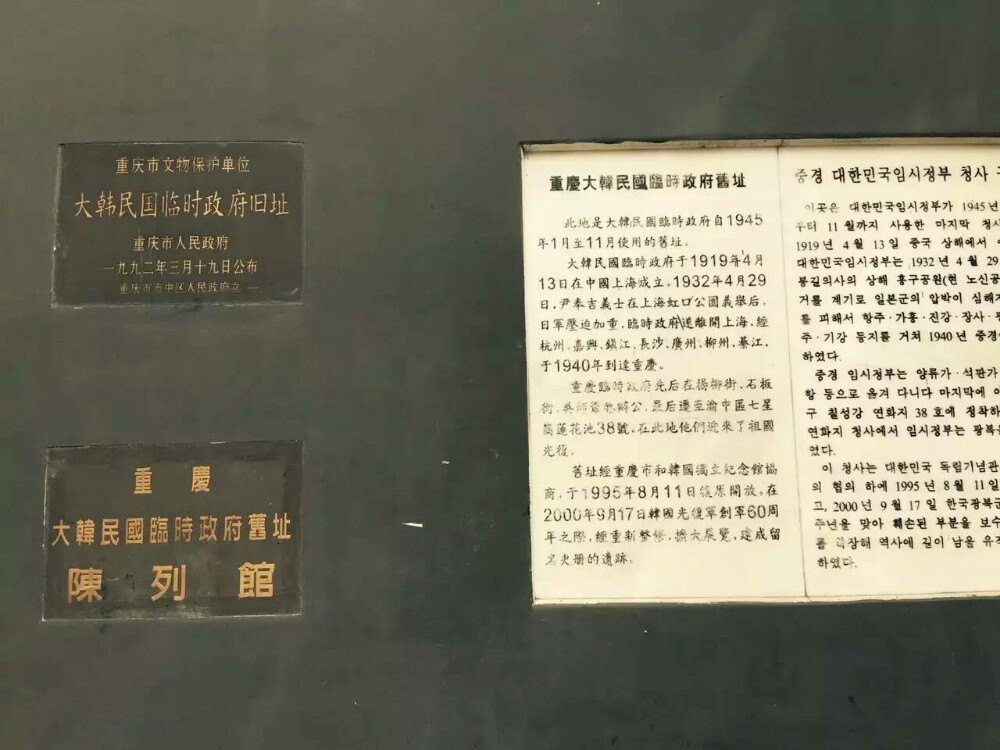 重庆市文物保护单位
大韩民国临时政府旧址
重庆市人民政府
一九九二年三月十九日公布
重庆市市中区人民政府立
重慶
大韓民國臨時政府舊址
陳列館
重慶大韓民國臨時政府舊址
此地是大韓民國臨時政府自1945
年1月至11月使用的舊址。
大韓民國臨時政府于1919年4月
13日在中國上海成立。1932年4月29
日，尹奉吉義士在上海虹口公園義舉后，
日軍壓迫加重，臨時政府遂離開上海，經
杭州、嘉興、鎮江、長沙、廣州、柳州、綦江，
于1940年到達重慶。
重慶臨時政府先后在楊柳街、石板
街、吳師爺巷辦公，最后遷至渝中區七星
崗蓮花池38號，在此地他們迎來了祖國
光復。
舊址經重慶市和韓國獨立紀念館協
商，于1995年8月11日復原開放。在
2000年9月17日韓國光復軍創軍60周
年之際，經重新整修，擴大展覽，建成留
名史册的遺跡。
중경 대한민국임시정부 청사
이곳은 대한민국임시정부가 1945년
부터 11월까지 사용한 마지막 청사
1919년 4월 13일 중국 상해에서
대한민국임시정부는 1932년 4월 29
봉길의사의 상해 홍구공원(현 노신공
거를 계기로 일본군의 압박이 심해지
를 피해서 항주·가흥·진강·장사·
주·기강 등지를 거쳐 1940년 중경
하였다.
중경 임시정부는 양류가·석판가
항 등으로 옮겨 다니다 마지막에
구 칠성강 연화지 38호에 정착하
연화지 청사에서 임시정부는 광복을
였다.
이 청사는 대한민국 독립기념관
의 협의 하에 1995년 8월 11일
고, 2000년 9월 17일 한국광복군
주년을 맞아 훼손된 부분을 보수
를 확장해 역사에 길이 남을 유적
하였다.